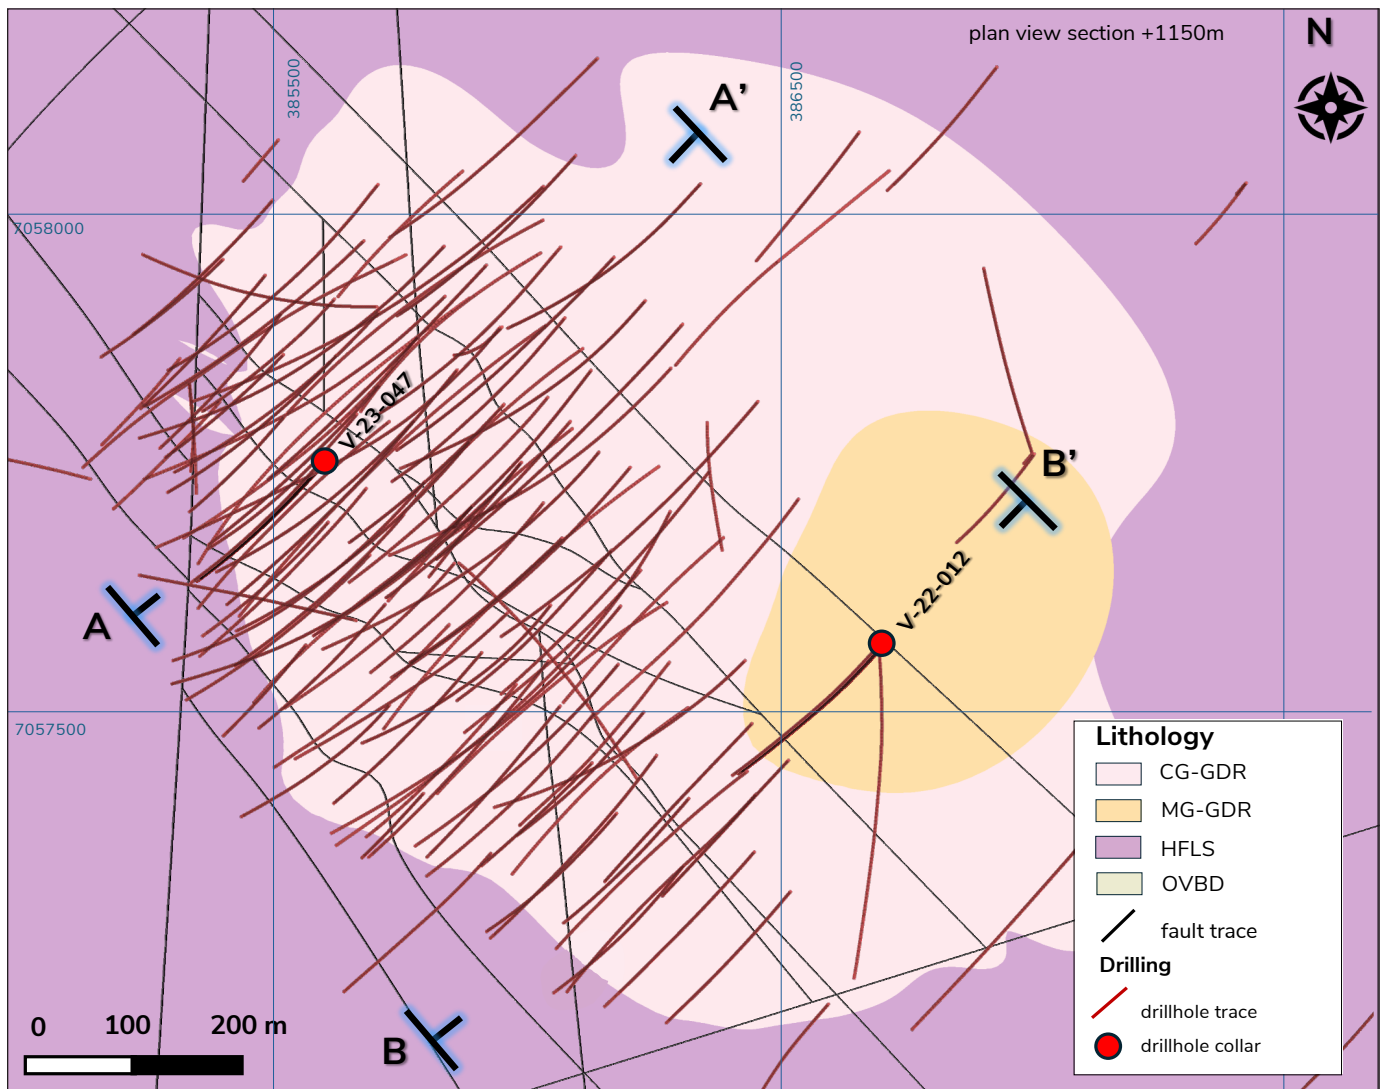 plan view section +1150m
N
385500
386500
A’
7058000
V-23-047
B’
V-22-012
A
7057500
B
0 100 200 m
Lithology
CG-GDR
MG-GDR
HFLS
OVBD
fault trace
Drilling
drillhole trace
drillhole collar